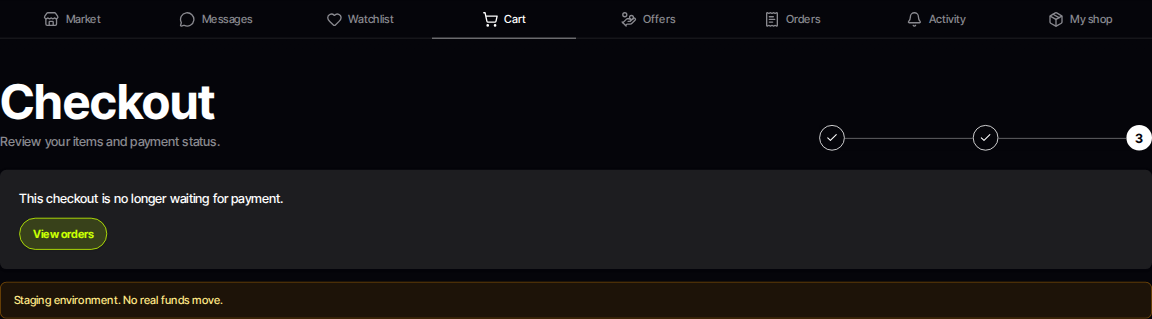 Market
Messages
Watchlist
Cart
Offers
Orders
Activity
My shop
Checkout
Review your items and payment status.
3
This checkout is no longer waiting for payment.
View orders
Staging environment. No real funds move.